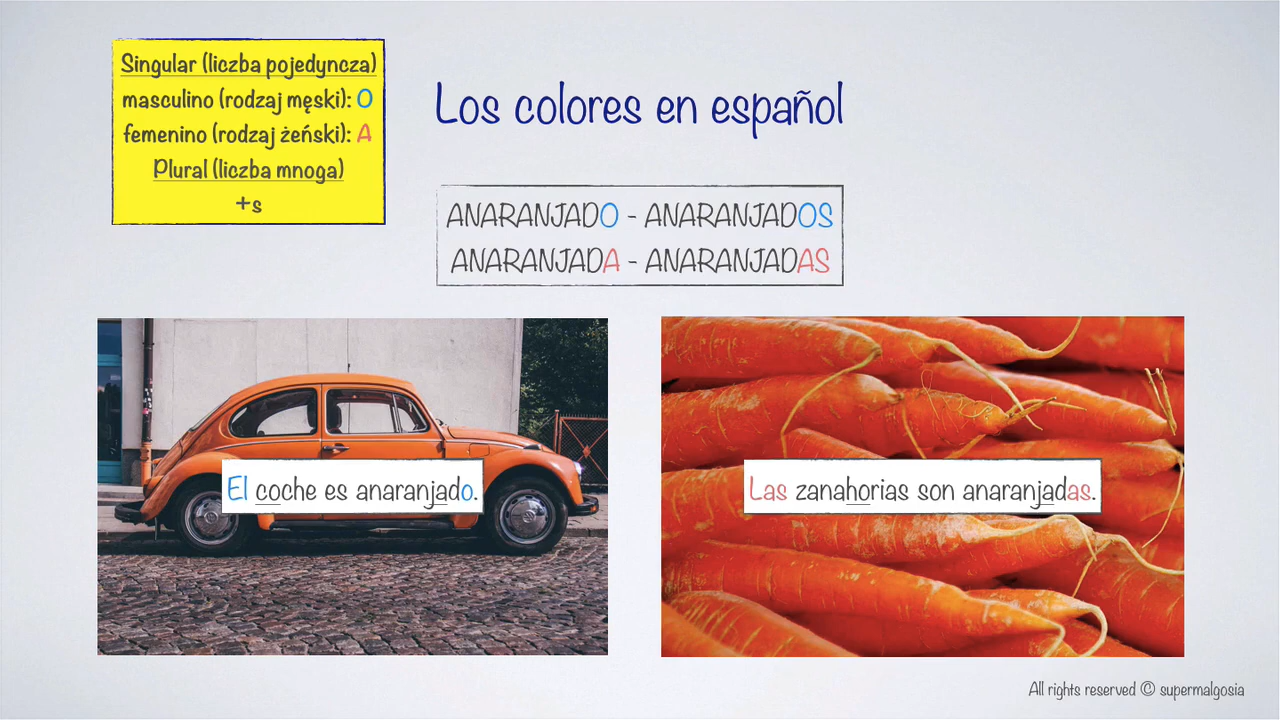 Singular (liczba pojedyncza)
masculino (rodzaj męski): O
femenino (rodzaj żeński): A
Plural (liczba mnoga)
+s
Los colores en español
ANARANJADO - ANARANJADOS
ANARANJADA - ANARANJADAS
El coche es anaranjado.
Las zanahorias son anaranjadas.
All rights reserved © supermalgosia